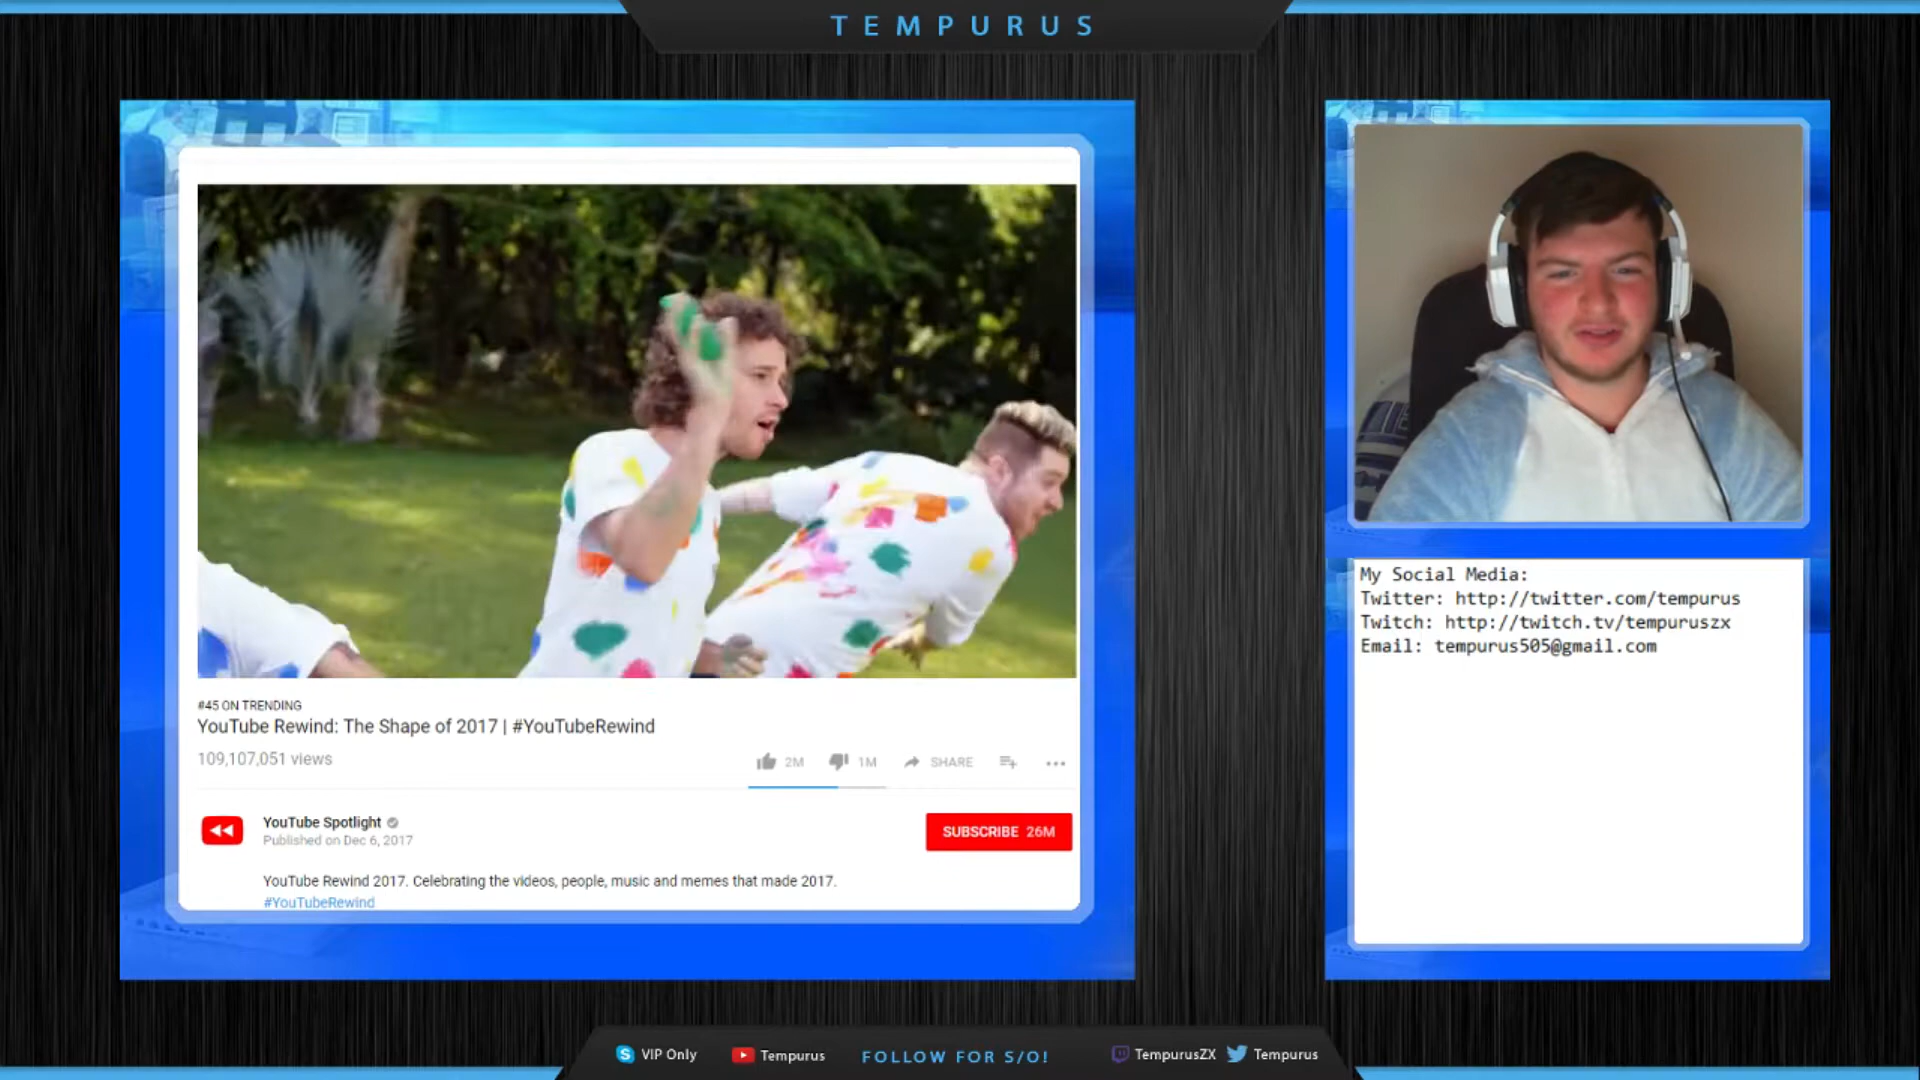 TEMPURUS
#45 ON TRENDING
YouTube Rewind: The Shape of 2017 | #YouTubeRewind
109,107,051 views
2M
1M
SHARE
YouTube Spotlight
Published on Dec 6, 2017
SUBSCRIBE 26M
YouTube Rewind 2017. Celebrating the videos, people, music and memes that made 2017.
#YouTubeRewind
My Social Media:
Twitter: http://twitter.com/tempurus
Twitch: http://twitch.tv/tempuruszx
Email: tempurus505@gmail.com
VIP Only
Tempurus
FOLLOW FOR S/O!
TempurusZX
Tempurus